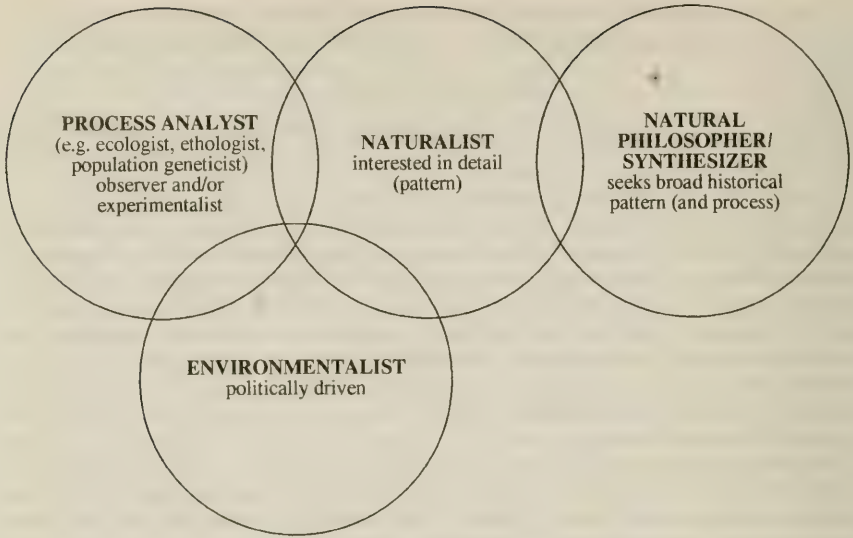 PROCESS ANALYST
(e.g. ecologist, ethologist,
population geneticist)
observer and/or
experimentalist
NATURALIST
interested in detail
(pattern)
NATURAL
PHILOSOPHER/
SYNTHESIZER
seeks broad historical
pattern (and process)
ENVIRONMENTALIST
politically driven